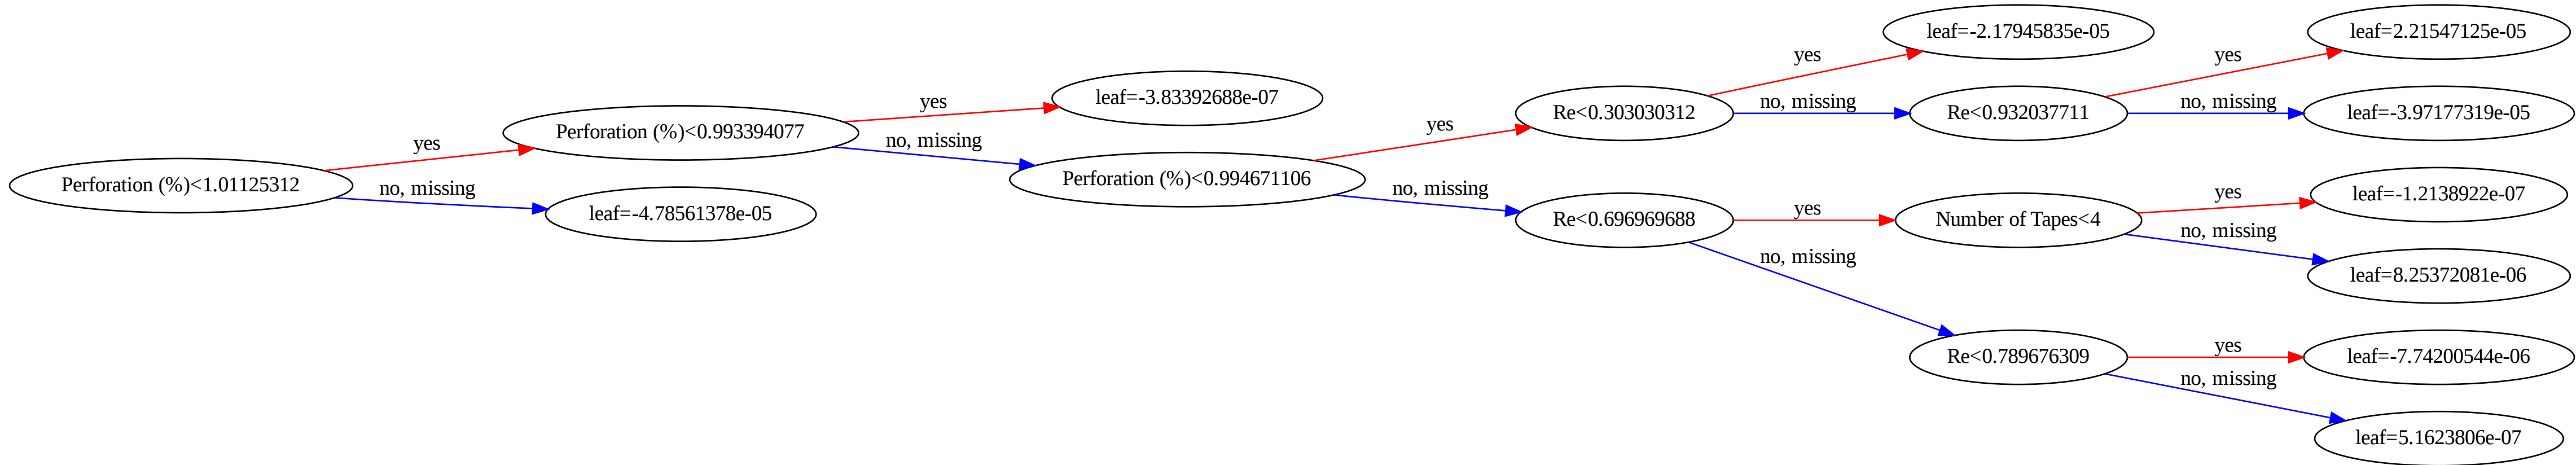 Perforation (%)<1.01125312
yes
no, missing
Perforation (%)<0.993394077
leaf=-4.78561378e-05
yes
no, missing
leaf=-3.83392688e-07
Perforation (%)<0.994671106
yes
no, missing
Re<0.303030312
Re<0.696969688
yes
no, missing
yes
no, missing
leaf=-2.17945835e-05
Re<0.932037711
Number of Tapes<4
Re<0.789676309
yes
no, missing
yes
no, missing
yes
no, missing
leaf=2.21547125e-05
leaf=-3.97177319e-05
leaf=-1.2138922e-07
leaf=8.25372081e-06
leaf=-7.74200544e-06
leaf=5.1623806e-07